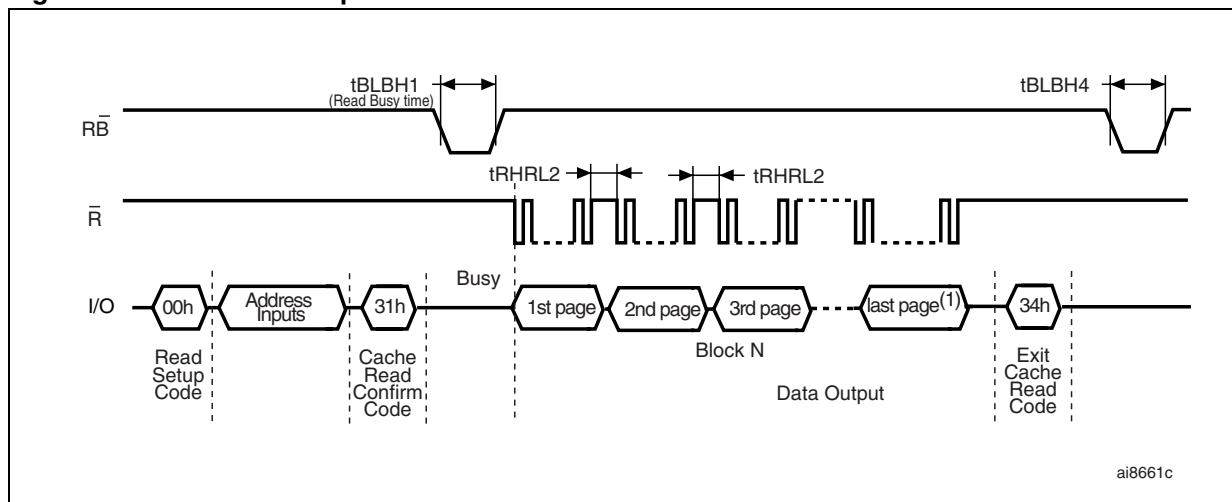 tBLBH1
(Read Busy time)
tBLBH4
RB̅
tRHRL2
tRHRL2
R̅
Busy
I/O
00h
Address
Inputs
31h
1st page
2nd page
3rd page
last page(1)
34h
Block N
Read
Setup
Code
Cache
Read
Confirm
Code
Exit
Cache
Read
Code
Data Output
ai8661c